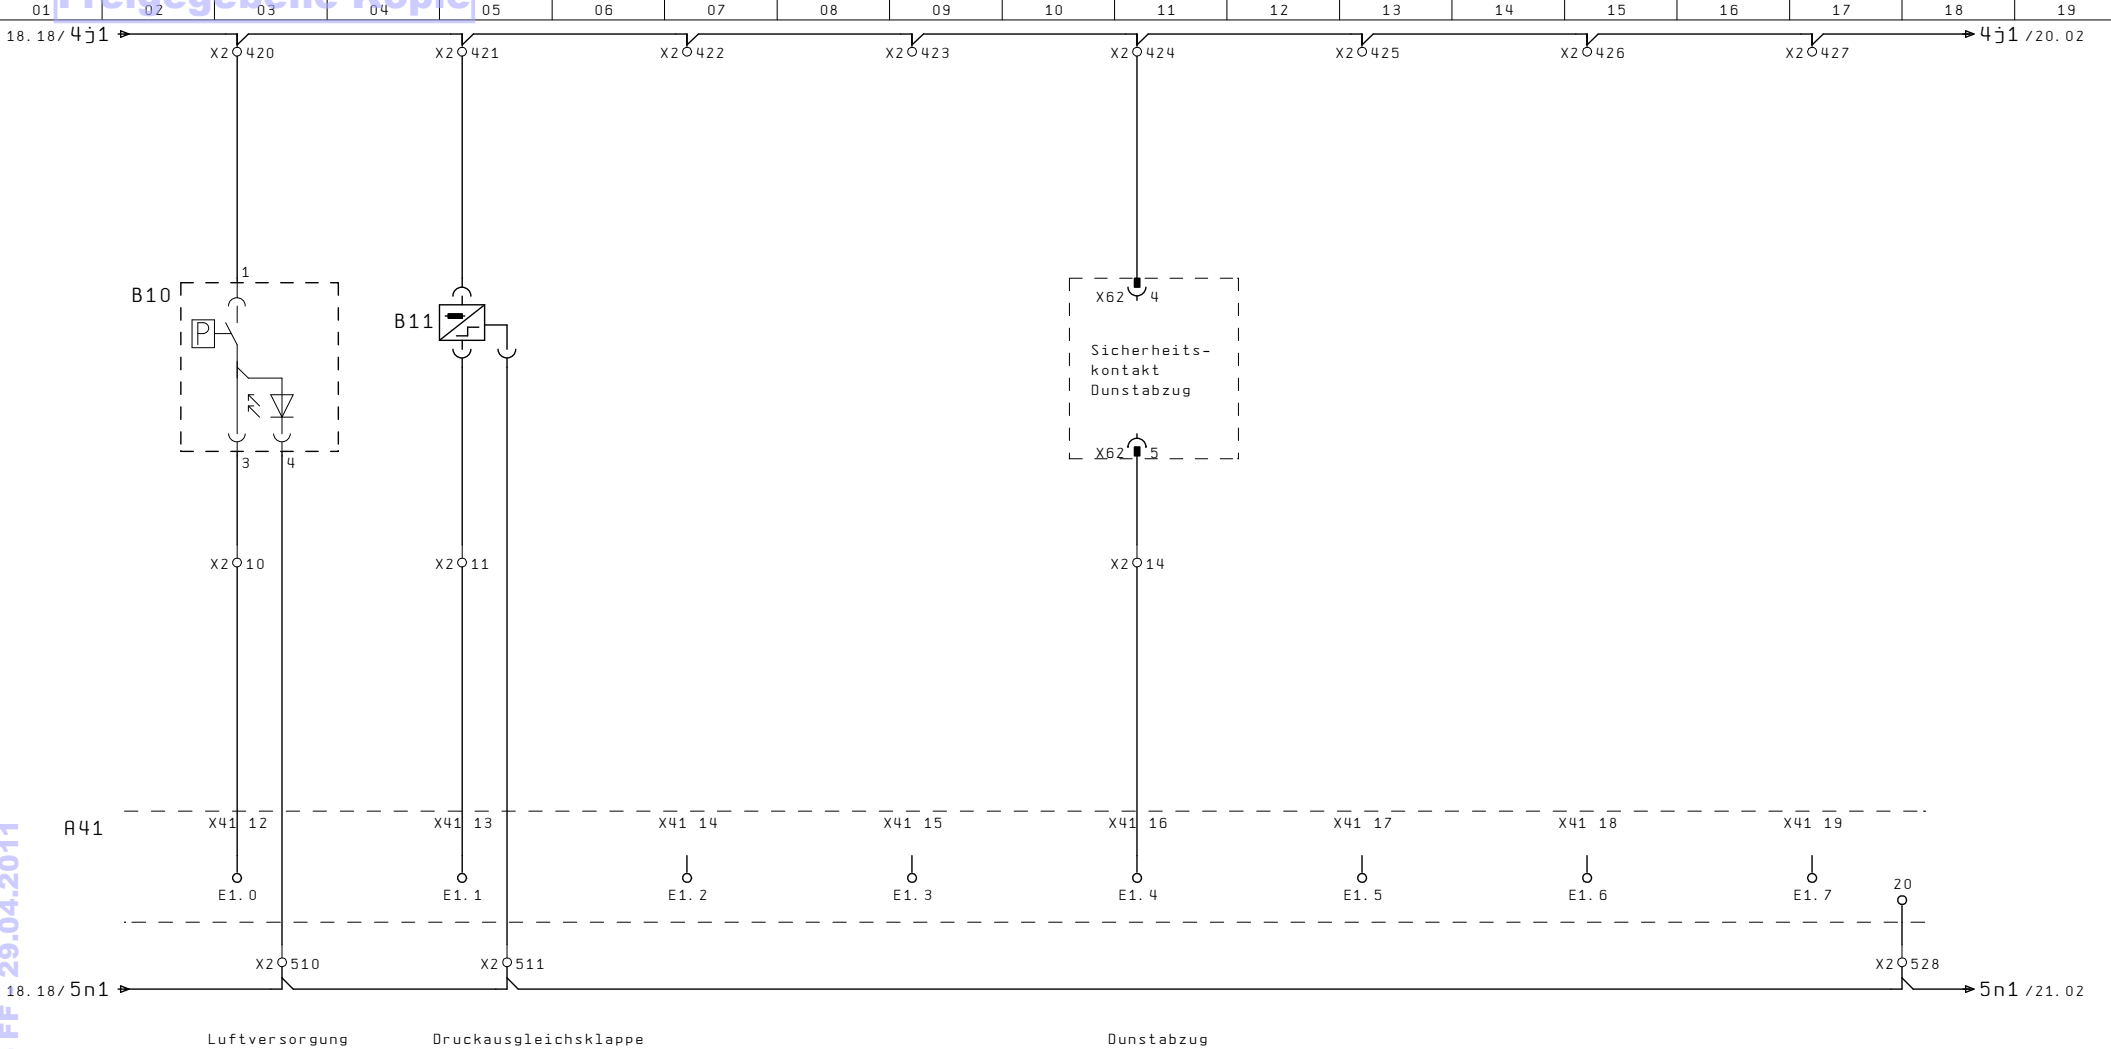 01 02 03 04 05 06 07 08 09 10 11 12 13 14 15 16 17 18 19
Freigegebene Kopie
18.18/ 4j1 4j1 /20.02
X2 420 X2 421 X2 422 X2 423 X2 424 X2 425 X2 426 X2 427
1
B10
P
3 4
B11
X62 4
Sicherheits-
kontakt
Dunstabzug
X62 5
X2 10 X2 11 X2 14
A41
X41 12 X41 13 X41 14 X41 15 X41 16 X41 17 X41 18 X41 19
E1.0 E1.1 E1.2 E1.3 E1.4 E1.5 E1.6 E1.7
20
X2 510 X2 511 X2 528
18.18/ 5n1 5n1 /21.02
Luftversorgung Druckausgleichsklappe Dunstabzug
FF 29.04.2011